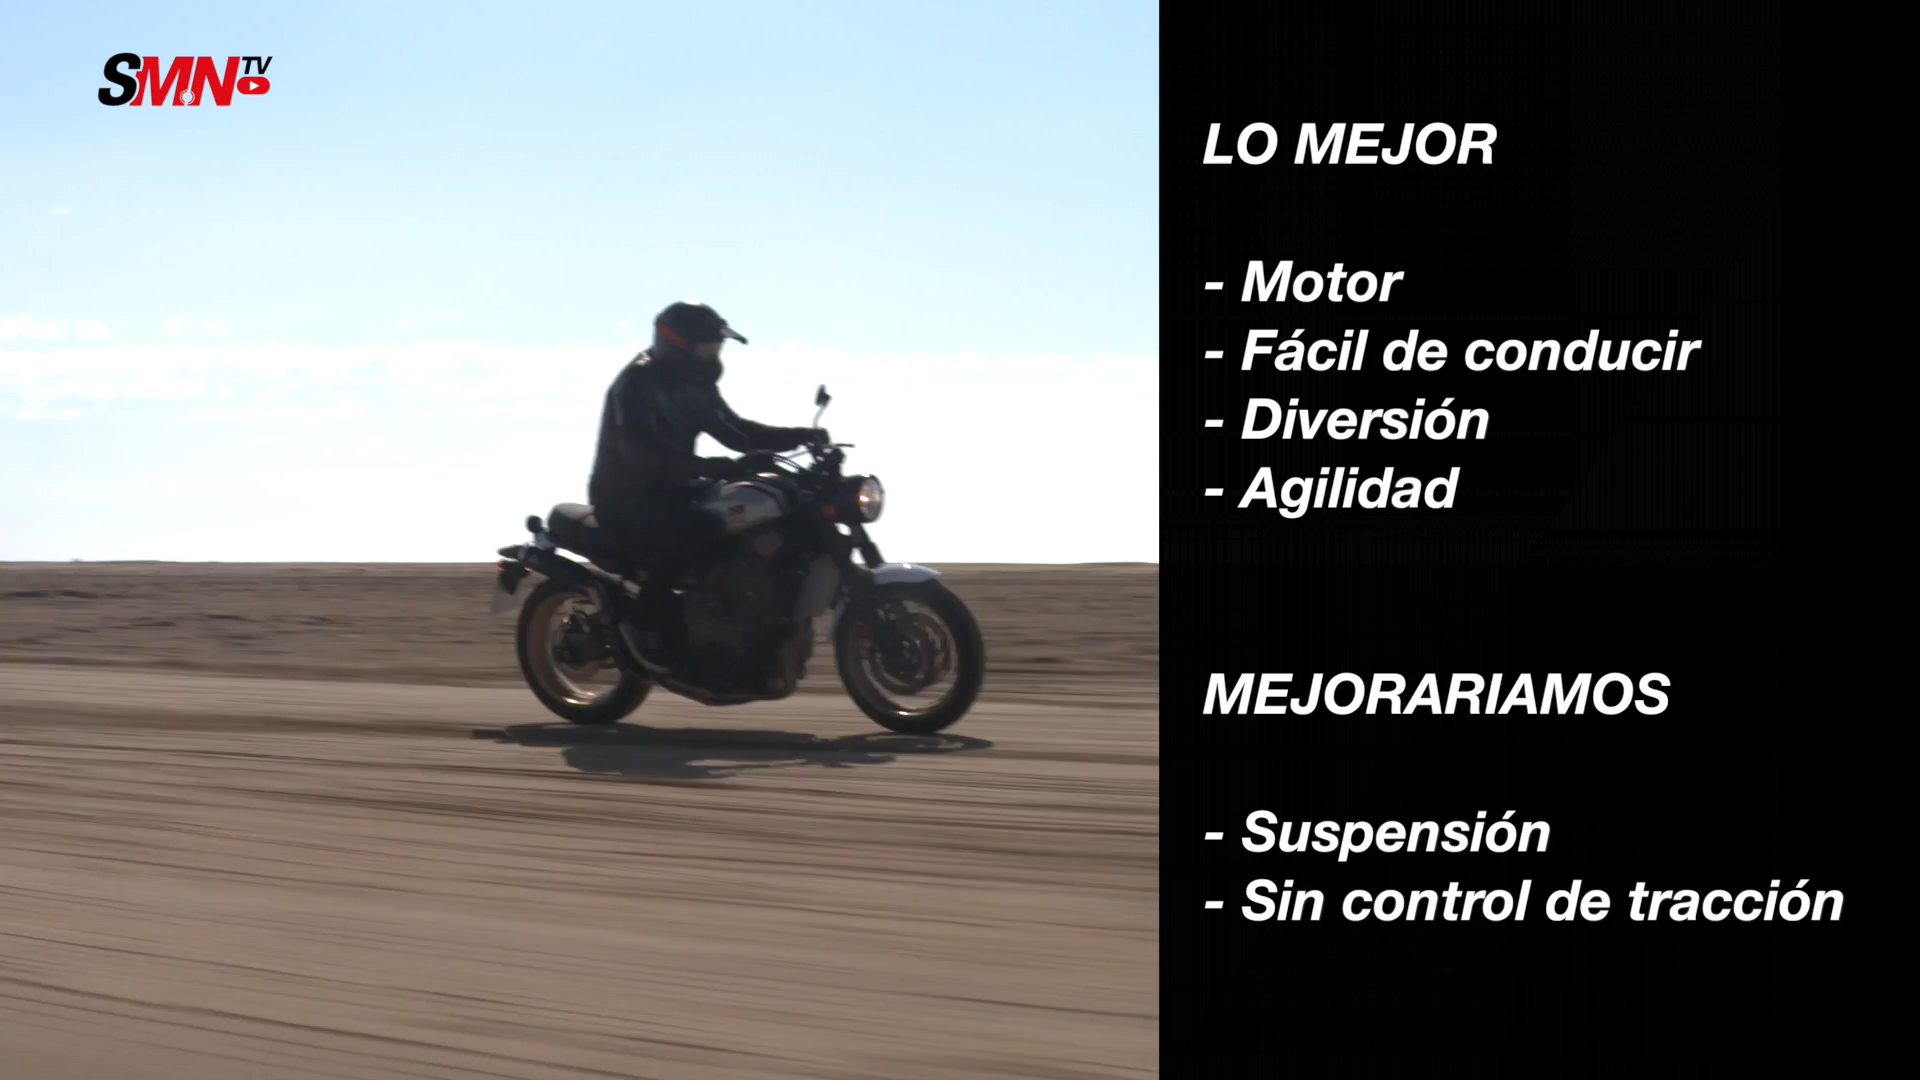 SMN TV
LO MEJOR
- Motor
- Fácil de conducir
- Diversión
- Agilidad
MEJORARIAMOS
- Suspensión
- Sin control de tracción